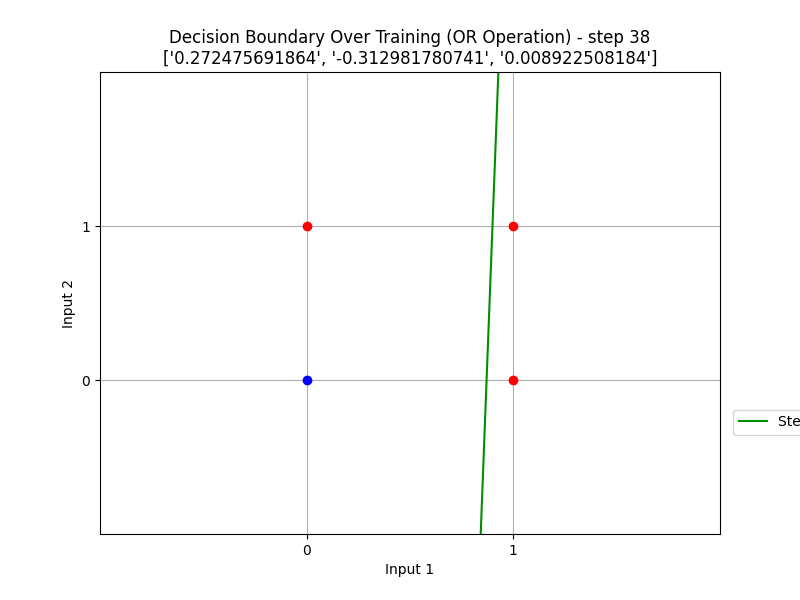 Decision Boundary Over Training (OR Operation) - step 38
['0.272475691864', '-0.312981780741', '0.008922508184']
Input 2
1
0
0
1
Input 1